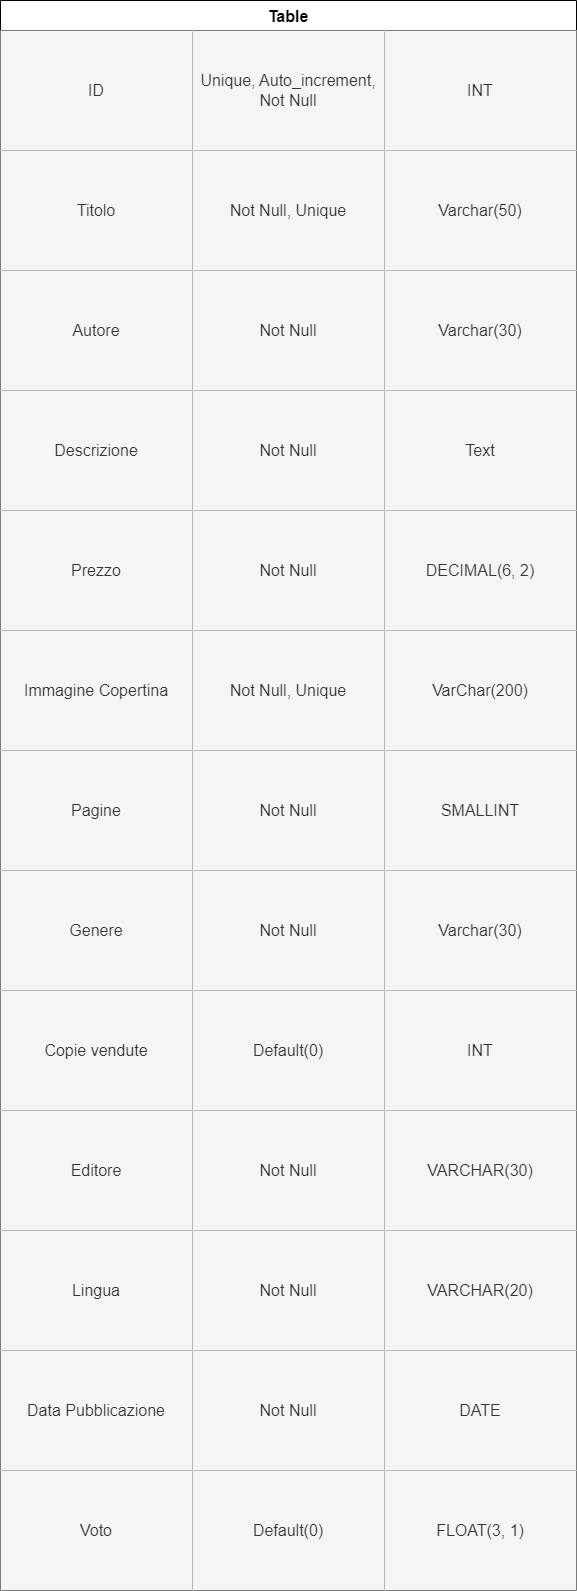 Table
ID
Unique, Auto_increment,
Not Null
INT
Titolo
Not Null, Unique
Varchar(50)
Autore
Not Null
Varchar(30)
Descrizione
Not Null
Text
Prezzo
Not Null
DECIMAL(6, 2)
Immagine Copertina
Not Null, Unique
VarChar(200)
Pagine
Not Null
SMALLINT
Genere
Not Null
Varchar(30)
Copie vendute
Default(0)
INT
Editore
Not Null
VARCHAR(30)
Lingua
Not Null
VARCHAR(20)
Data Pubblicazione
Not Null
DATE
Voto
Default(0)
FLOAT(3, 1)